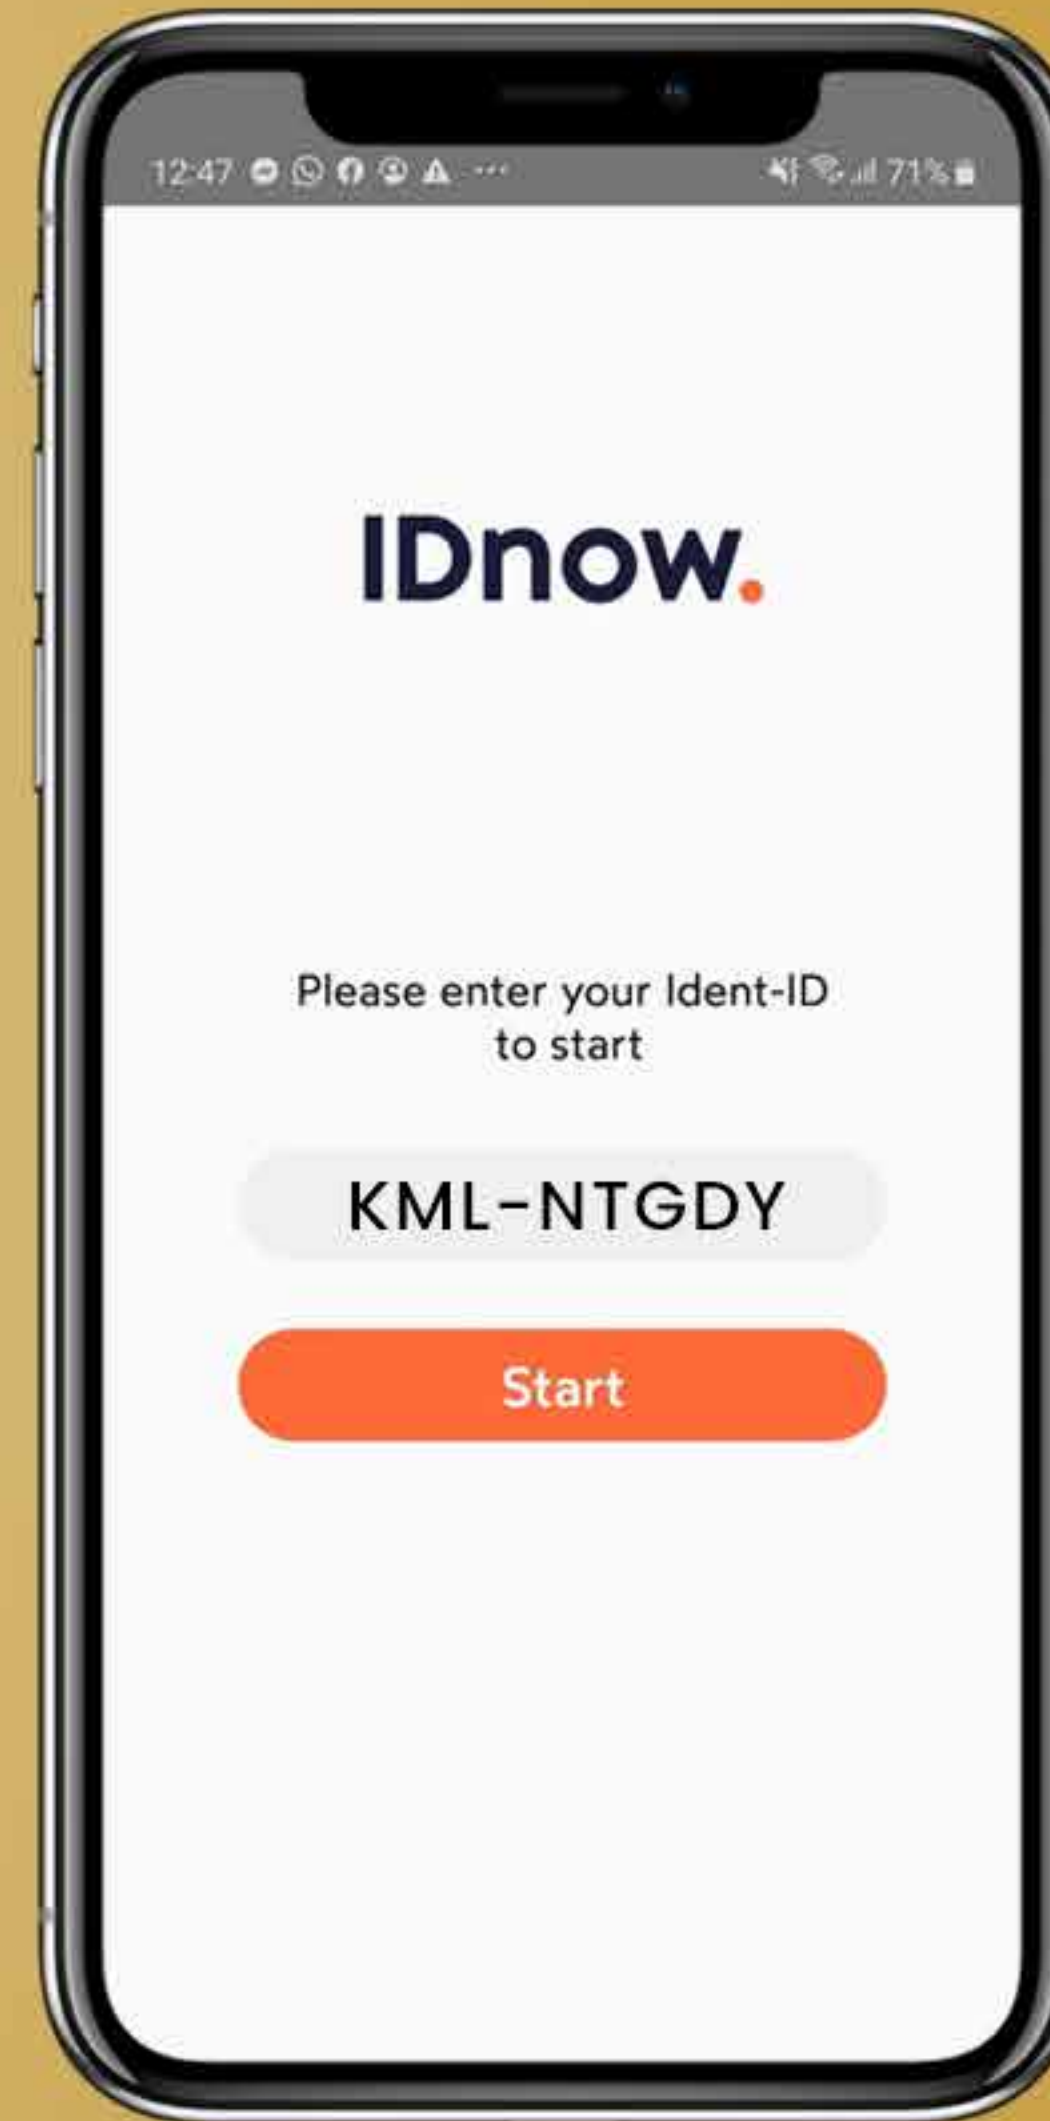 12:47
71%
IDnow.
Please enter your Ident-ID
to start
KML-NTGDY
Start